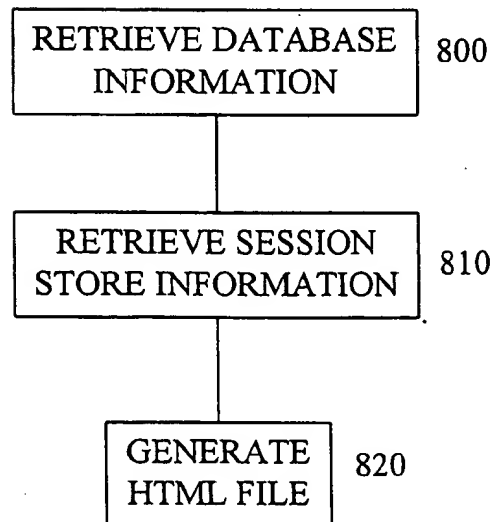 RETRIEVE DATABASE
INFORMATION
800
RETRIEVE SESSION
STORE INFORMATION
810
GENERATE
HTML FILE
820